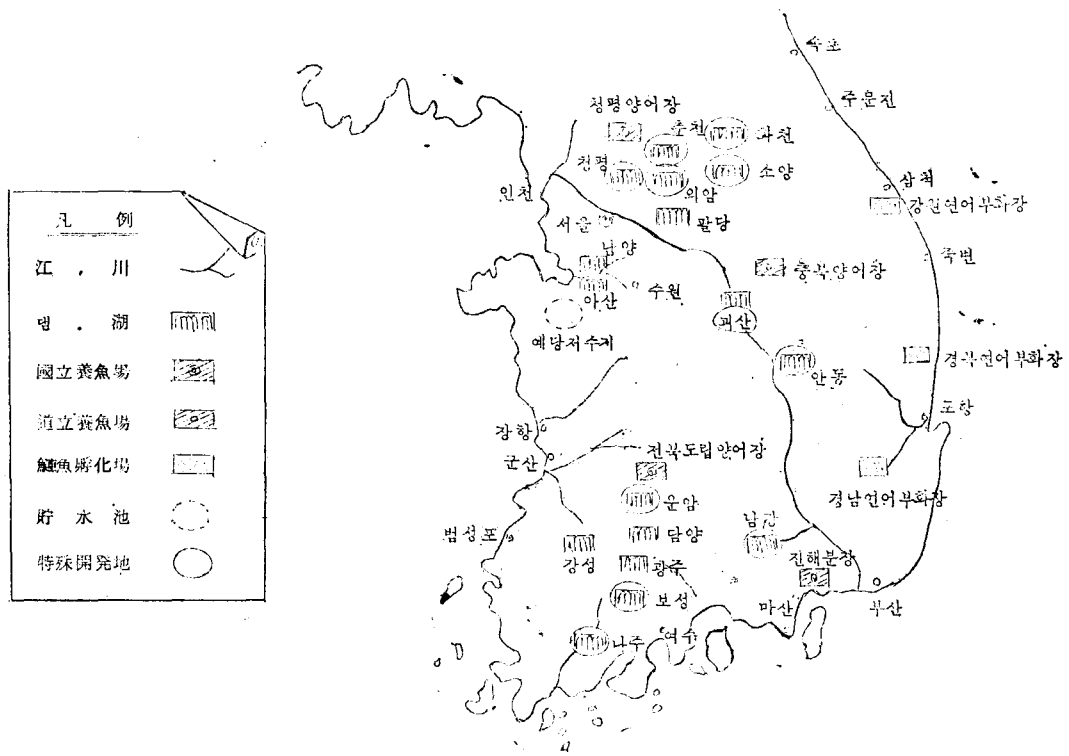 凡 例
江 . 川
댐 . 湖
國立養魚場
道立養魚場
鰱魚孵化場
貯水池
特殊開発地
속초
주문진
청평양어장
춘천
화천
청평
소양
인천
의암
삼척
강원연어부화장
서울
팔당
남양
죽변
충북양어장
아산
수원
괴산
예당저수지
경북연어부화장
안동
포항
장항
전북도립양어장
군산
경남연어부화장
운암
남강
범성포
담양
강성
광주
진해분장
보성
마산
부산
나주
여수